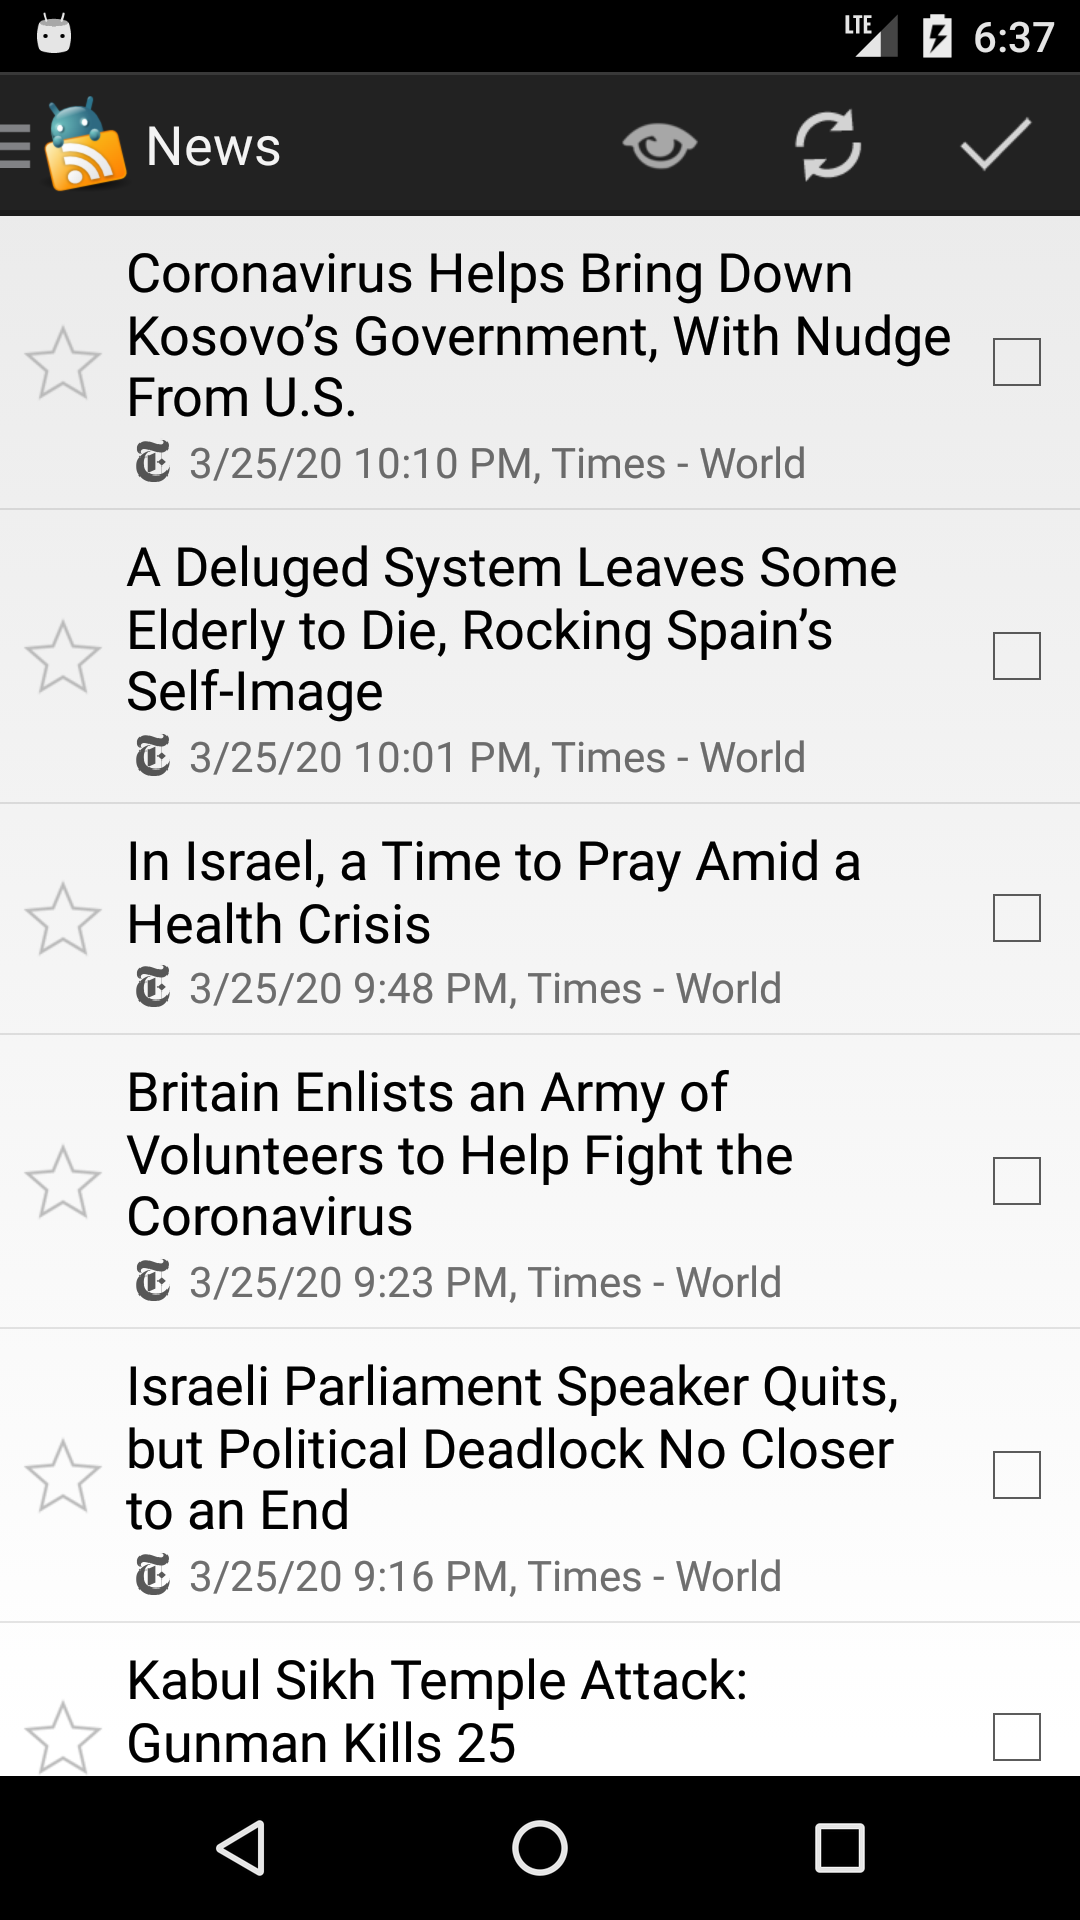 LTE 6:37
News
Coronavirus Helps Bring Down
Kosovo’s Government, With Nudge
From U.S.
T 3/25/20 10:10 PM, Times - World
A Deluged System Leaves Some
Elderly to Die, Rocking Spain’s
Self-Image
T 3/25/20 10:01 PM, Times - World
In Israel, a Time to Pray Amid a
Health Crisis
T 3/25/20 9:48 PM, Times - World
Britain Enlists an Army of
Volunteers to Help Fight the
Coronavirus
T 3/25/20 9:23 PM, Times - World
Israeli Parliament Speaker Quits,
but Political Deadlock No Closer
to an End
T 3/25/20 9:16 PM, Times - World
Kabul Sikh Temple Attack:
Gunman Kills 25